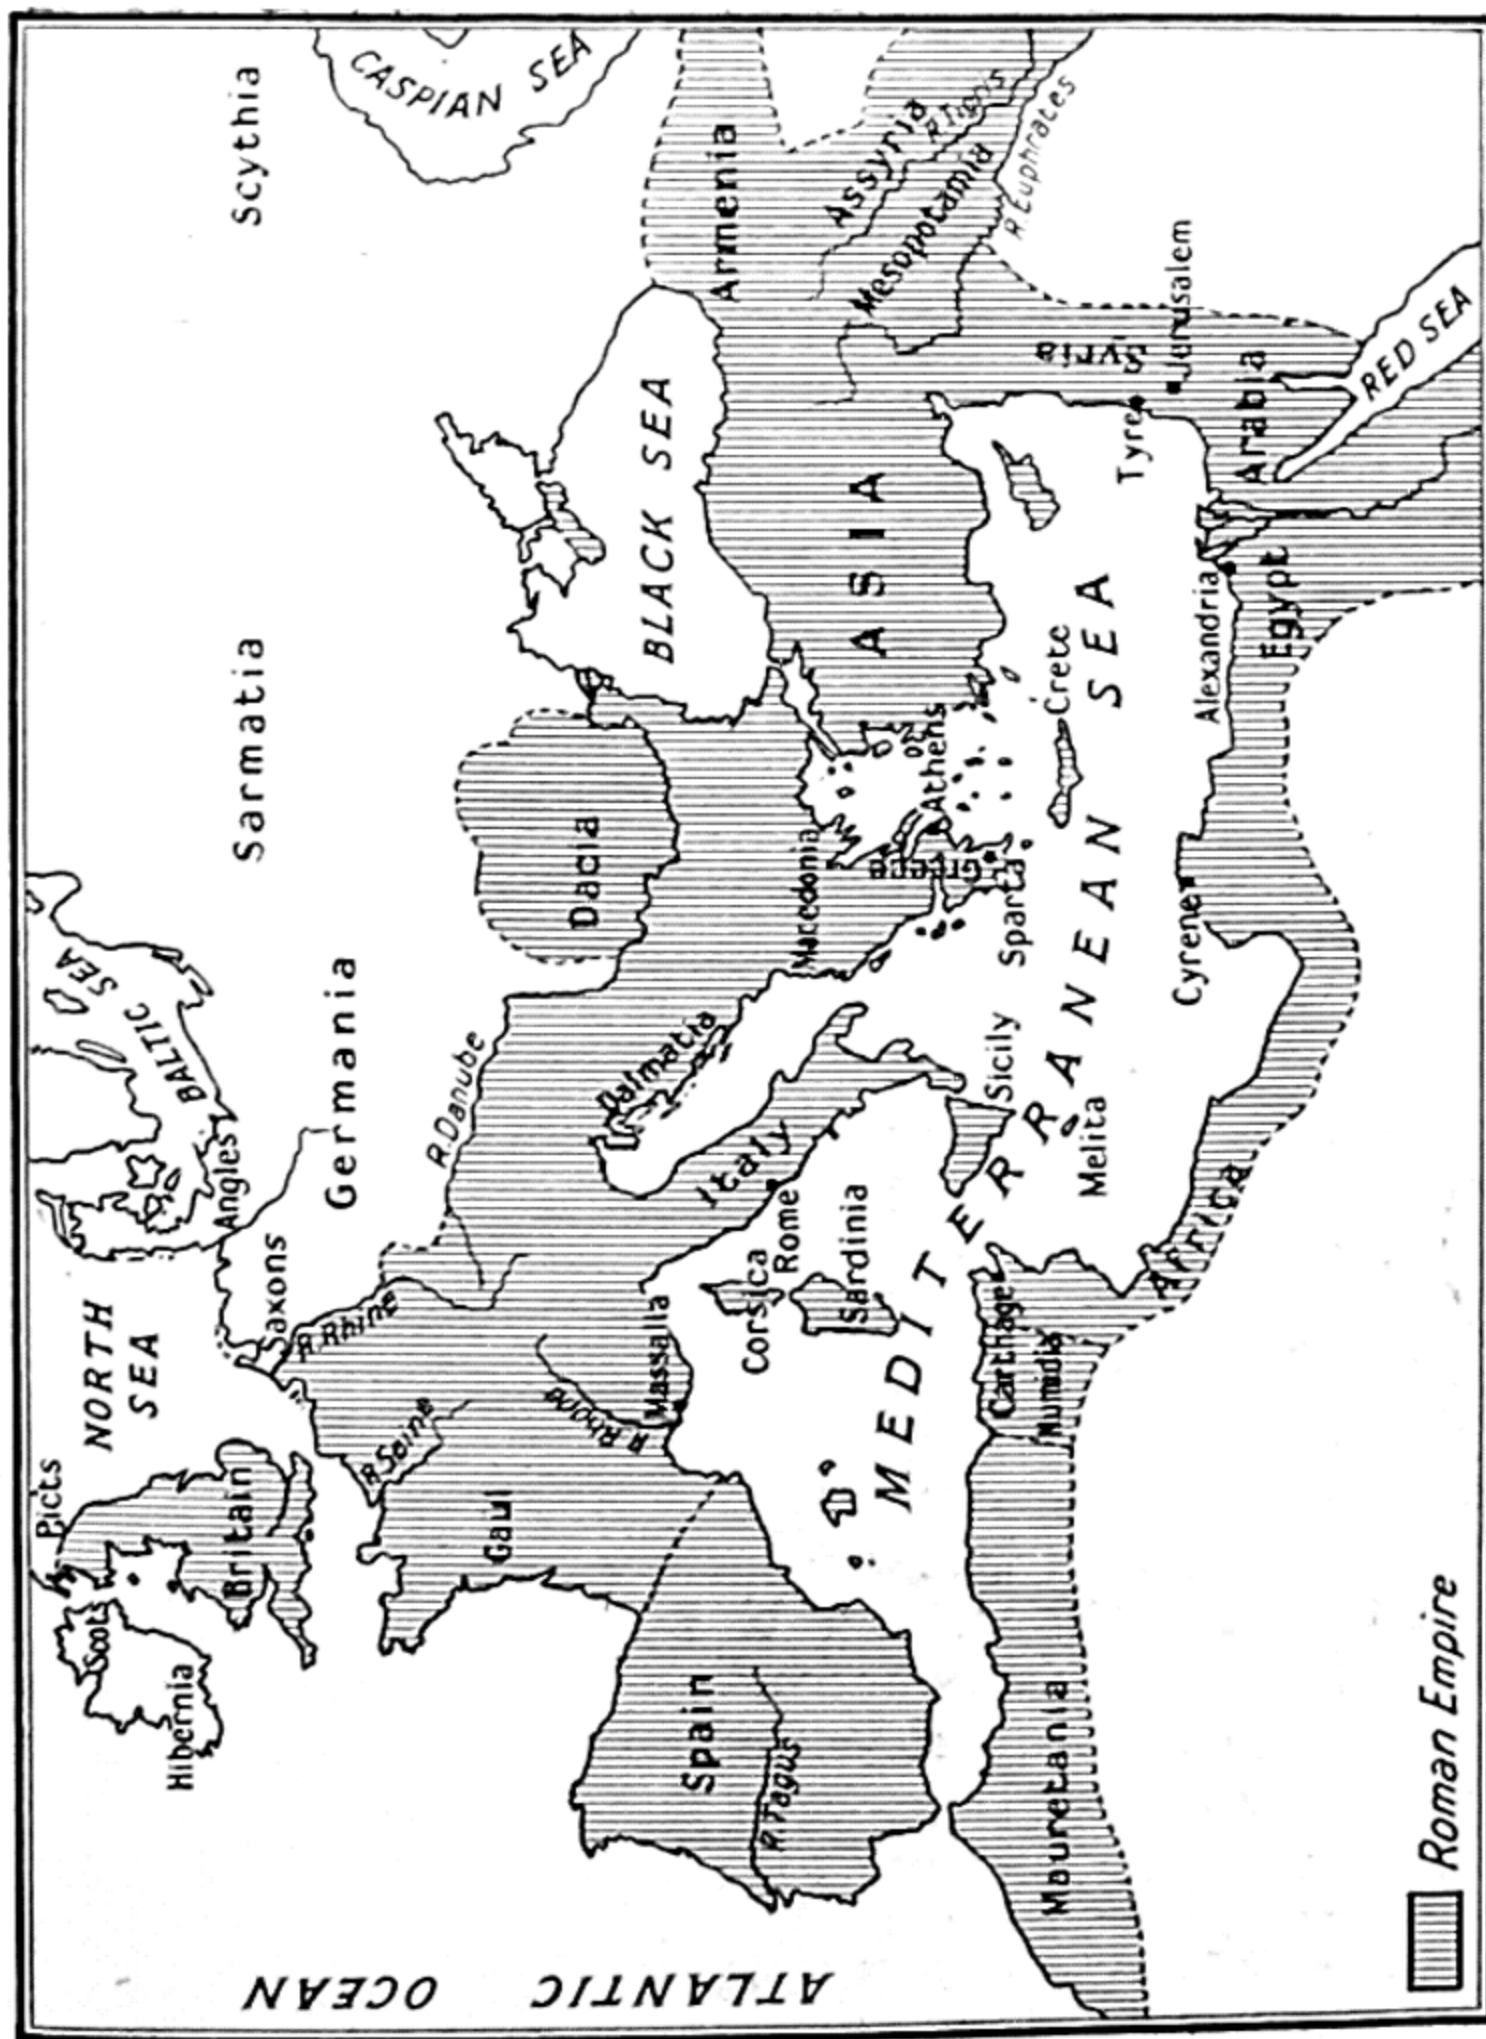 Scythia
CASPIAN SEA
Sarmatia
BALTIC SEA
Germania
Angles
Saxons
NORTH
SEA
Picts
Scots
Hibernia
Britain
ATLANTIC OCEAN
R. Rhine
R. Seine
Gaul
R. Rhone
Massalia
R. Danube
Dacia
BLACK SEA
Armenia
Assyria
R. Tigris
Mesopotamia
R. Euphrates
ASIA
Syria
Tyre
Jerusalem
Arabia
RED SEA
Egypt
Alexandria
Cyrene
Crete
Athens
Greece
Sparta
Macedonia
Dalmatia
Italy
Rome
Corsica
Sardinia
Sicily
Melita
MEDITERRANEAN SEA
Africa
Carthage
Numidia
Mauretania
Spain
R. Tagus
Roman Empire